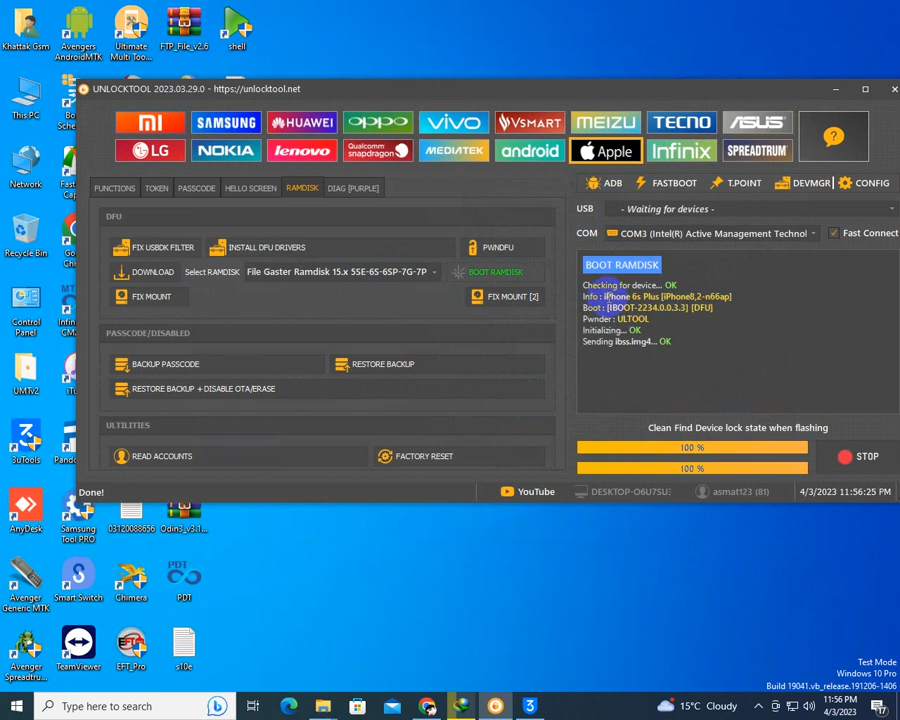 Khattak Gsm
Avengers AndroidMTK
Ultimate Multi Too...
FTP_File_v2.6
shell
This PC
Network
Recycle Bin
Control Panel
UMTv2
3uTools
AnyDesk
Samsung Tool PRO
03120088656
Odin3_v3.1...
Avenger Generic MTK
Smart Switch
Chimera
PDT
PDT
Avenger Spreadtru...
TeamViewer
EFT_Pro
s10e
UNLOCKTOOL 2023.03.29.0 - https://unlocktool.net
MI
SAMSUNG
HUAWEI
OPPO
VIVO
VSMART
MEIZU
TECNO
ASUS
?
LG
NOKIA
lenovo
Qualcomm snapdragon
MEDIATEK
android
Apple
Infinix
SPREADTRUM
FUNCTIONS
TOKEN
PASSCODE
HELLO SCREEN
RAMDISK
DIAG [PURPLE]
ADB
FASTBOOT
T.POINT
DEVMGR
CONFIG
USB
- Waiting for devices -
COM
COM3 (Intel(R) Active Management Technol
Fast Connect
DFU
FIX USBDK FILTER
INSTALL DFU DRIVERS
PWNDFU
DOWNLOAD
Select RAMDISK
File Gaster Ramdisk 15.x 5SE-6S-6SP-7G-7P
BOOT RAMDISK
FIX MOUNT
FIX MOUNT [2]
PASSCODE/DISABLED
BACKUP PASSCODE
RESTORE BACKUP
RESTORE BACKUP + DISABLE OTA/ERASE
ULTILITIES
READ ACCOUNTS
FACTORY RESET
BOOT RAMDISK
Checking for device... OK
Info : iPhone 6s Plus [iPhone8,2-n66ap]
Boot : [IBOOT-2234.0.0.3.3] [DFU]
Pwnder : ULTOOL
Initializing... OK
Sending ibss.img4... OK
Clean Find Device lock state when flashing
100 %
100 %
STOP
Done!
YouTube
DESKTOP-O6U7SU
asmat123 (81)
4/3/2023 11:56:25 PM
Test Mode
Windows 10 Pro
Build 19041.vb_release.191206-1406
Type here to search
15°C Cloudy
11:56 PM
4/3/2023
17